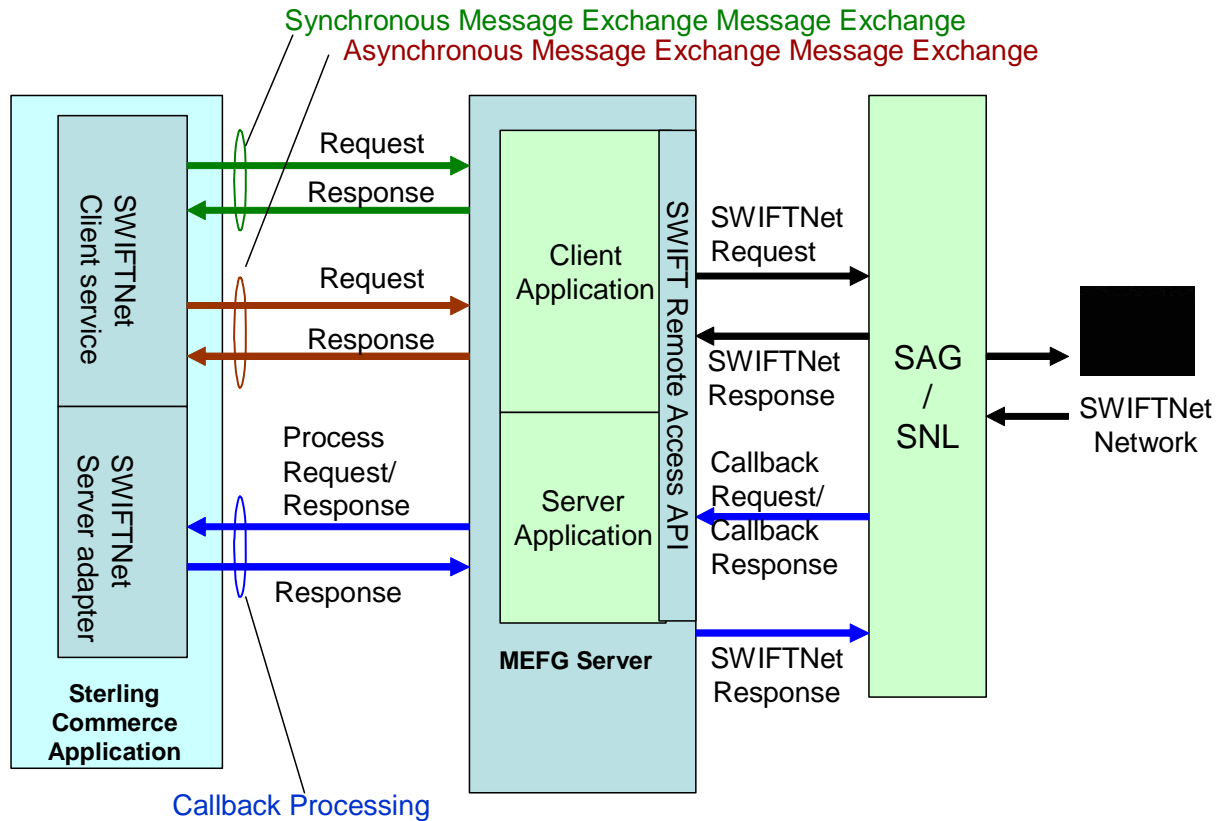 Synchronous Message Exchange Message Exchange
Asynchronous Message Exchange Message Exchange
SWIFTNet
Client service
SWIFTNet
Server adapter
Sterling
Commerce
Application
Request
Response
Request
Response
Process
Request/
Response
Response
Callback Processing
Client
Application
Server
Application
SWIFT Remote Access API
MEFG Server
SWIFTNet
Request
SWIFTNet
Response
Callback
Request/
Callback
Response
SWIFTNet
Response
SAG
/
SNL
SWIFTNet
Network